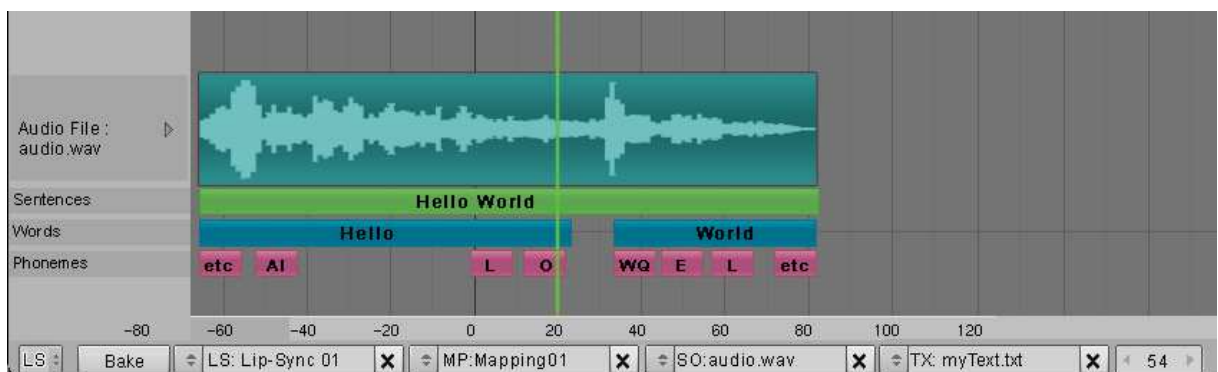 Audio File :
audio.wav
Sentences
Hello World
Words
Hello World
Phonemes
etc AI L O WQ E L etc
-80 -60 -40 -20 0 20 40 60 80 100 120
LS Bake LS: Lip-Sync 01 X MP:Mapping01 X SO:audio.wav X TX: myText.txt X 54